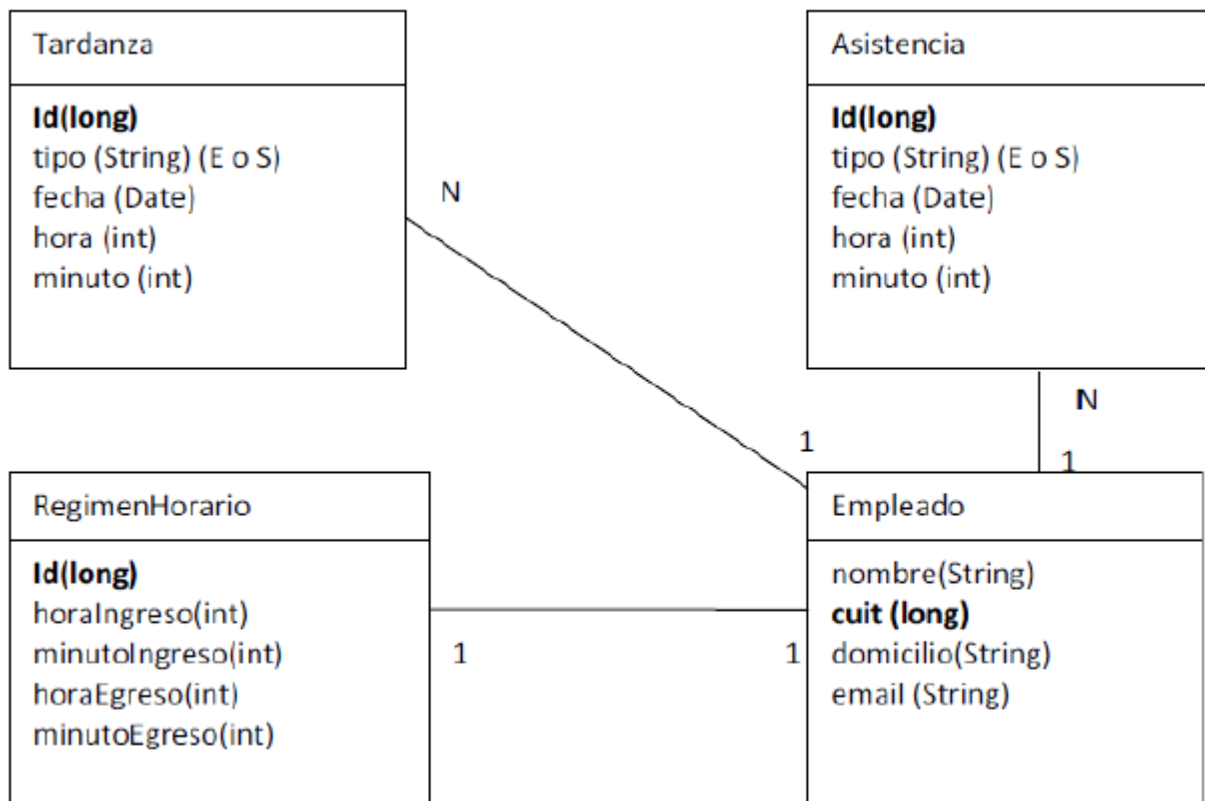 Tardanza
Id(long)
tipo (String) (E o S)
fecha (Date)
hora (int)
minuto (int)
N
Asistencia
Id(long)
tipo (String) (E o S)
fecha (Date)
hora (int)
minuto (int)
N
1
1
RegimenHorario
Id(long)
horaIngreso(int)
minutoIngreso(int)
horaEgreso(int)
minutoEgreso(int)
1
1
Empleado
nombre(String)
cuit (long)
domicilio(String)
email (String)